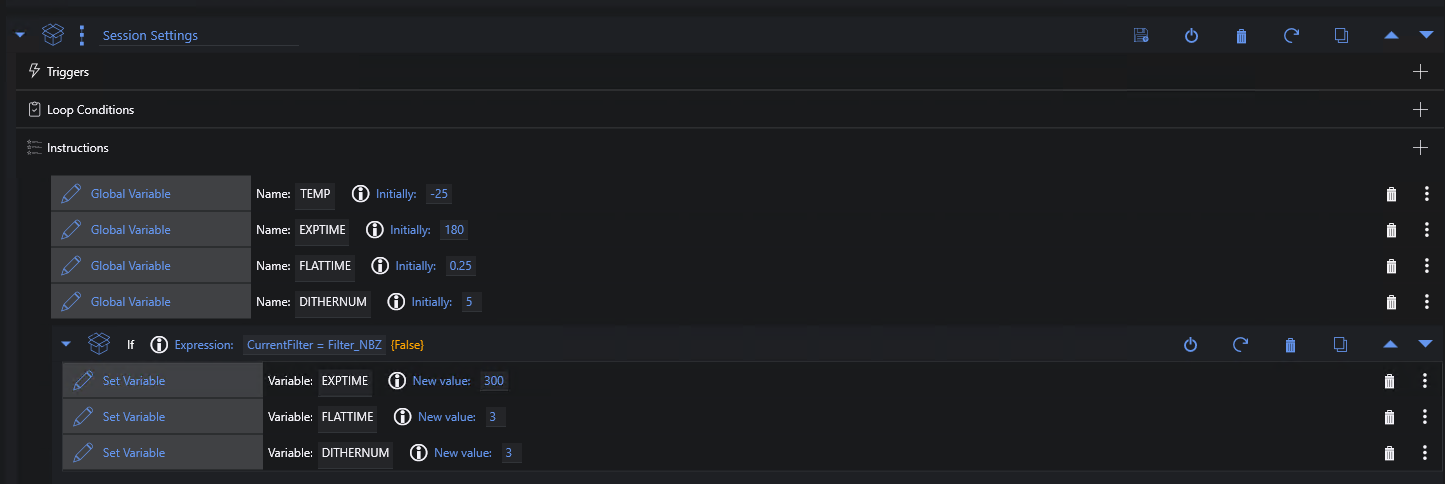 Session Settings
Triggers
Loop Conditions
Instructions
Global Variable Name: TEMP Initially: -25
Global Variable Name: EXPTIME Initially: 180
Global Variable Name: FLATTIME Initially: 0.25
Global Variable Name: DITHERNUM Initially: 5
If Expression: CurrentFilter = Filter_NBZ {False}
Set Variable Variable: EXPTIME New value: 300
Set Variable Variable: FLATTIME New value: 3
Set Variable Variable: DITHERNUM New value: 3